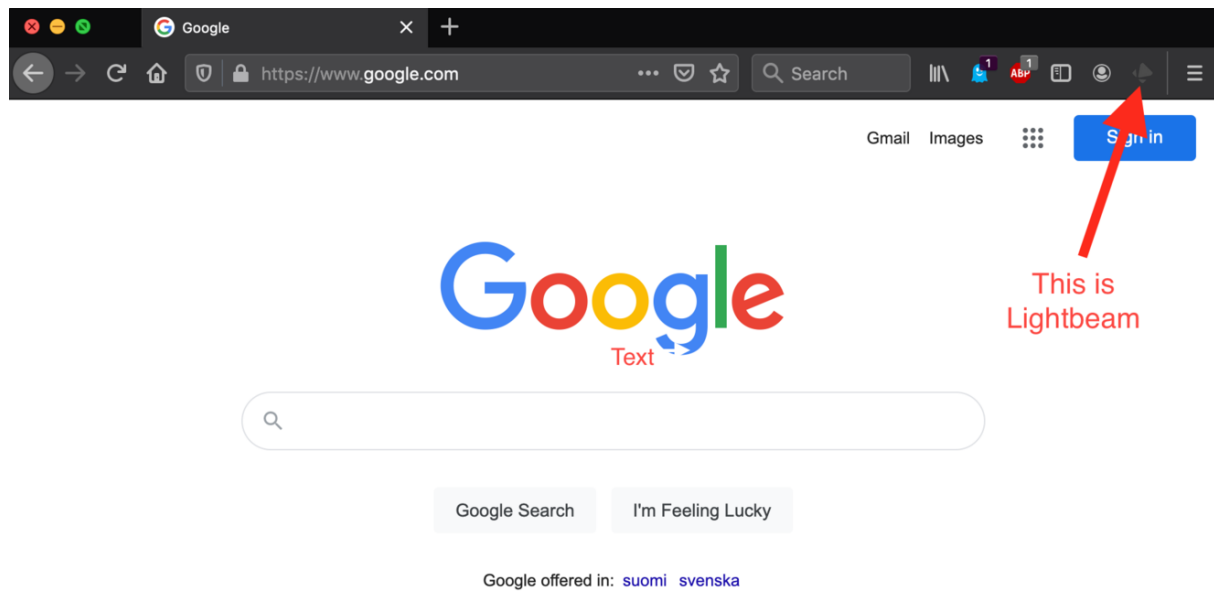 Google
https://www.google.com
Search
1
ABP
1
Gmail
Images
Sign in
Google
This is
Lightbeam
Text
Google Search
I'm Feeling Lucky
Google offered in: suomi svenska